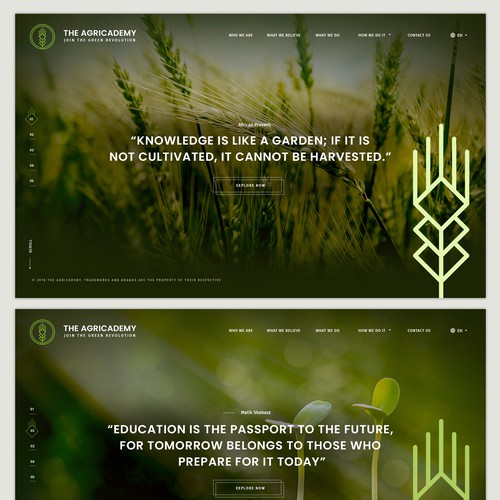 THE AGRICADEMY
JOIN THE GREEN REVOLUTION
WHO WE ARE
WHAT WE BELIEVE
WHAT WE DO
HOW WE DO IT
CONTACT US
EN
01
02
03
04
05
African Proverb
“KNOWLEDGE IS LIKE A GARDEN; IF IT IS
NOT CULTIVATED, IT CANNOT BE HARVESTED.”
EXPLORE NOW
© 2018 THE AGRICADEMY. TRADEMARKS AND BRANDS ARE THE PROPERTY OF THEIR RESPECTIVE
THE AGRICADEMY
JOIN THE GREEN REVOLUTION
WHO WE ARE
WHAT WE BELIEVE
WHAT WE DO
HOW WE DO IT
CONTACT US
EN
01
02
03
04
05
Malik Shabazz
“EDUCATION IS THE PASSPORT TO THE FUTURE,
FOR TOMORROW BELONGS TO THOSE WHO
PREPARE FOR IT TODAY”
EXPLORE NOW